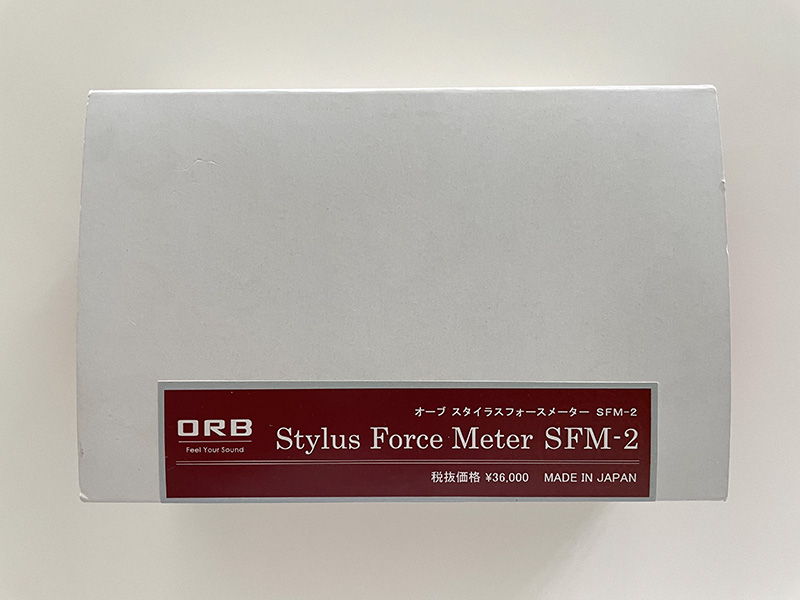 オーブ スタイラスフォースメーター SFM-2
ORB
Feel Your Sound
Stylus Force Meter SFM-2
税抜価格 ¥36,000 MADE IN JAPAN